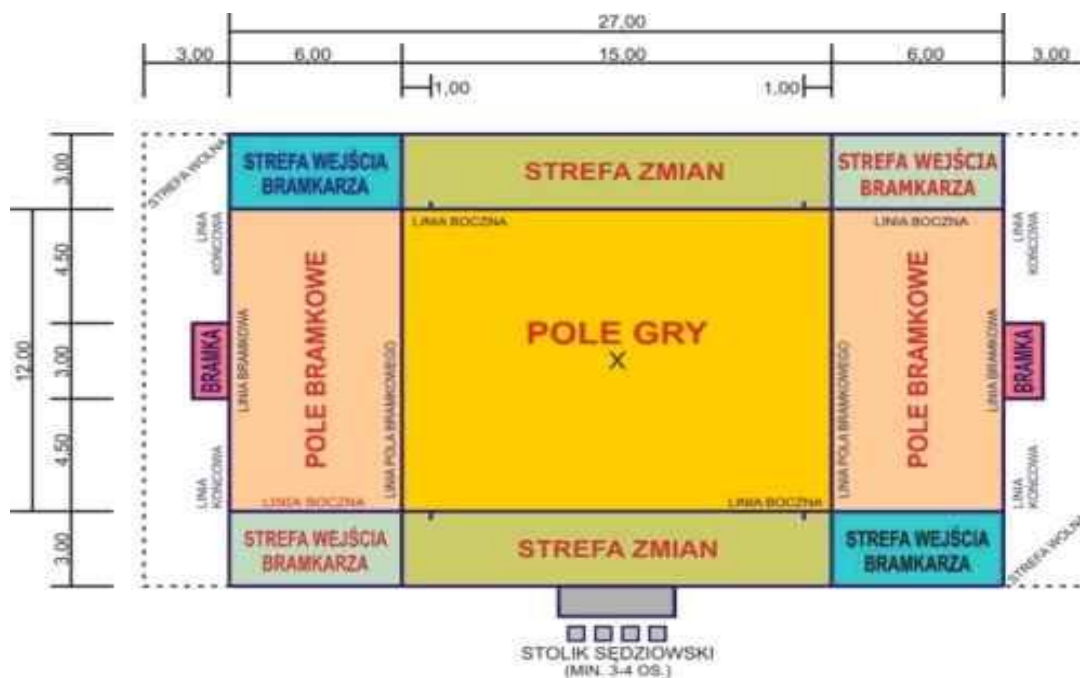 27,00
3,00 6,00 15,00 6,00 3,00
1,00 1,00
STREFA WOLNA
STREFA WEJŚCIA
BRAMKARZA
STREFA ZMIAN
STREFA WEJŚCIA
BRAMKARZA
3,00
4,50
3,00
4,50
3,00
12,00
LINIA
KOŃCOWA
LINIA BOCZNA
LINIA BOCZNA
LINIA
KOŃCOWA
BRAMKA
LINIA BRAMKOWA
POLE BRAMKOWE
LINIA POLA BRAMKOWEGO
POLE GRY
X
LINIA POLA BRAMKOWEGO
POLE BRAMKOWE
LINIA BRAMKOWA
BRAMKA
LINIA
KOŃCOWA
LINIA BOCZNA
LINIA BOCZNA
LINIA
KOŃCOWA
STREFA WEJŚCIA
BRAMKARZA
STREFA ZMIAN
STREFA WEJŚCIA
BRAMKARZA
STREFA WOLNA
STOLIK SĘDZIOWSKI
(MIN. 3-4 OS.)